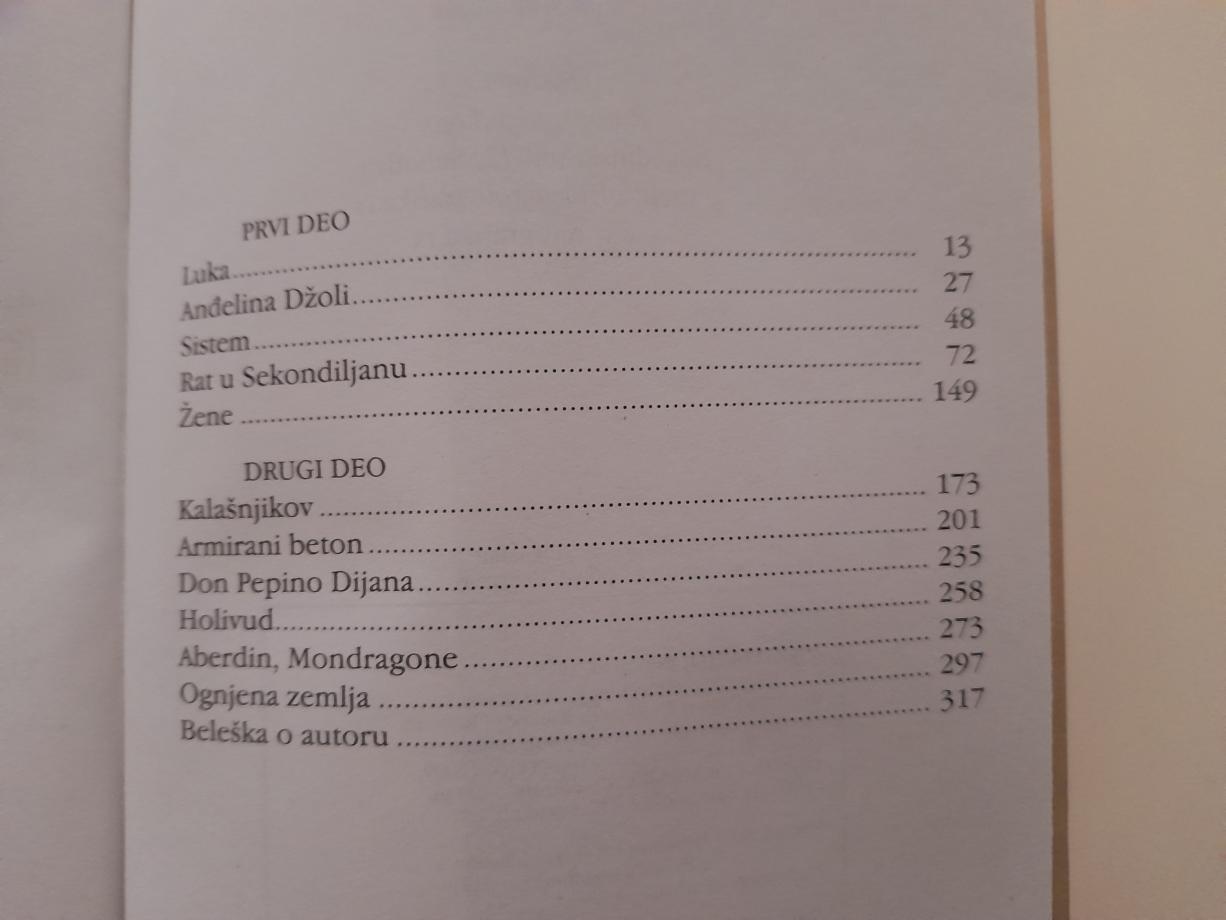 PRVI DEO
Luka ........ 13
Anđelina Džoli ........ 27
Sistem ........ 48
Rat u Sekondiljanu ........ 72
Žene ........ 149
DRUGI DEO
Kalašnjikov ........ 173
Armirani beton ........ 201
Don Pepino Dijana ........ 235
Holivud ........ 258
Aberdin, Mondragone ........ 273
Ognjena zemlja ........ 297
Beleška o autoru ........ 317